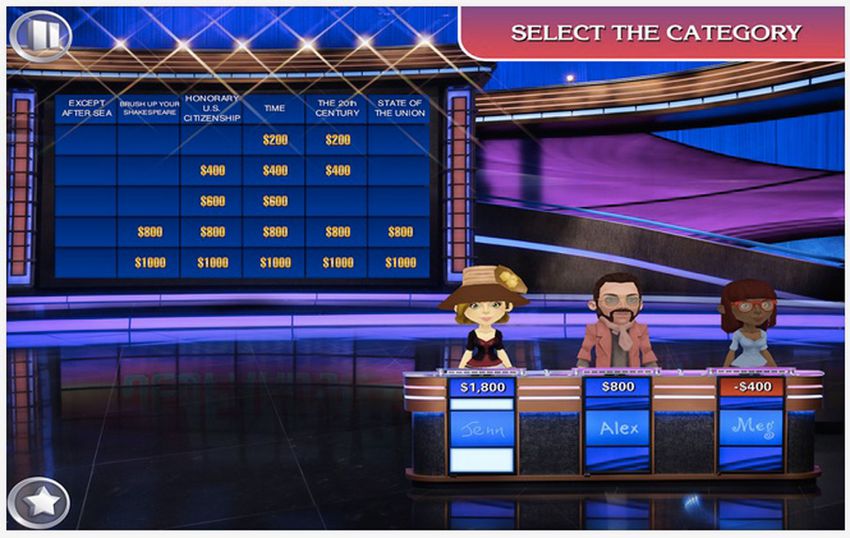 SELECT THE CATEGORY
EXCEPT
AFTER SEA
BRUSH UP YOUR
SHAKESPEARE
HONORARY
U.S.
CITIZENSHIP
TIME
THE 20th
CENTURY
STATE OF
THE UNION
$200 $200
$400 $400 $400
$600 $600
$800 $800 $800 $800 $800
$1000 $1000 $1000 $1000 $1000
$1,800 $800 -$400
Jenn Alex Meg